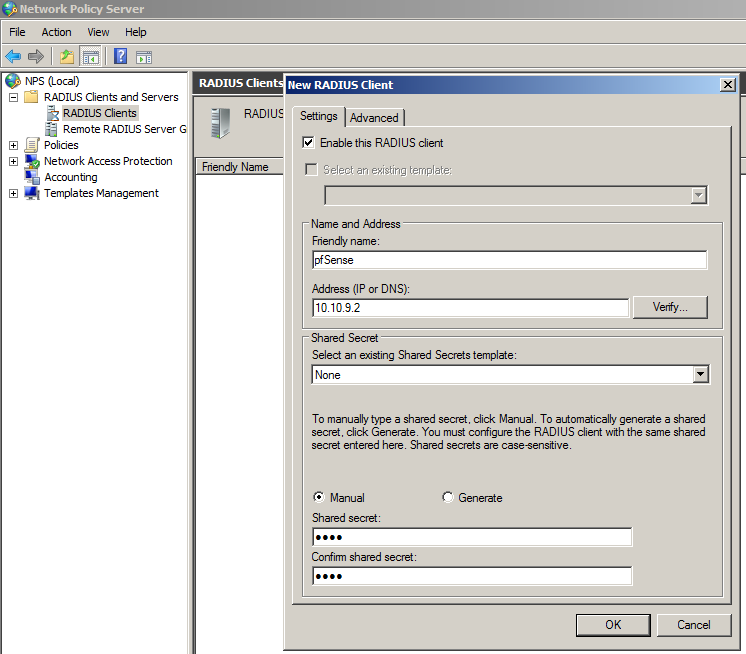 Network Policy Server
File Action View Help
NPS (Local)
RADIUS Clients and Servers
RADIUS Clients
Remote RADIUS Server G
Policies
Network Access Protection
Accounting
Templates Management
RADIUS Clients
RADIUS
Friendly Name
New RADIUS Client
Settings Advanced
Enable this RADIUS client
Select an existing template:
Name and Address
Friendly name:
pfSense
Address (IP or DNS):
10.10.9.2 Verify...
Shared Secret
Select an existing Shared Secrets template:
None
To manually type a shared secret, click Manual. To automatically generate a shared
secret, click Generate. You must configure the RADIUS client with the same shared
secret entered here. Shared secrets are case-sensitive.
Manual Generate
Shared secret:
••••
Confirm shared secret:
••••
OK Cancel